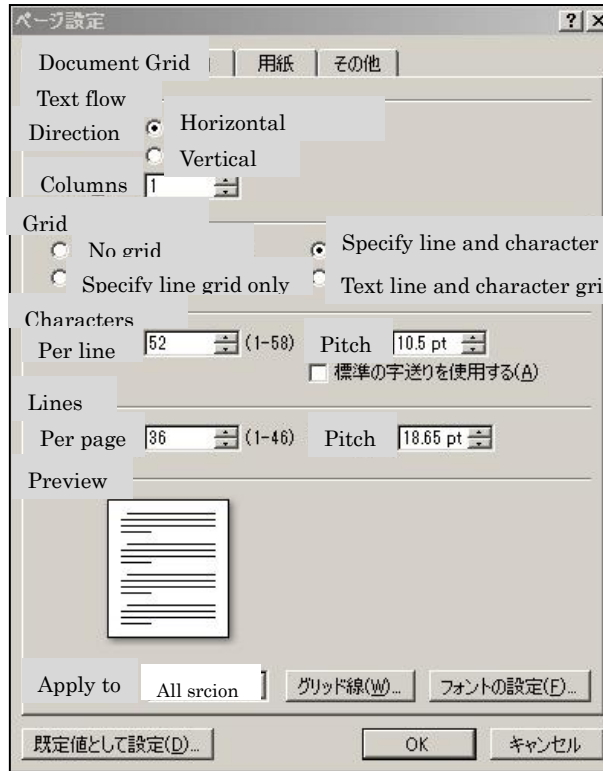 ページ設定
Document Grid 用紙 その他
Text flow
Direction Horizontal
Vertical
Columns 1
Grid
No grid Specify line and character
Specify line grid only Text line and character gri
Characters
Per line 52 (1-58) Pitch 10.5 pt
標準の字送りを使用する(A)
Lines
Per page 36 (1-46) Pitch 18.65 pt
Preview
Apply to All srcion グリッド線(W)... フォントの設定(F)...
既定値として設定(D)... OK キャンセル